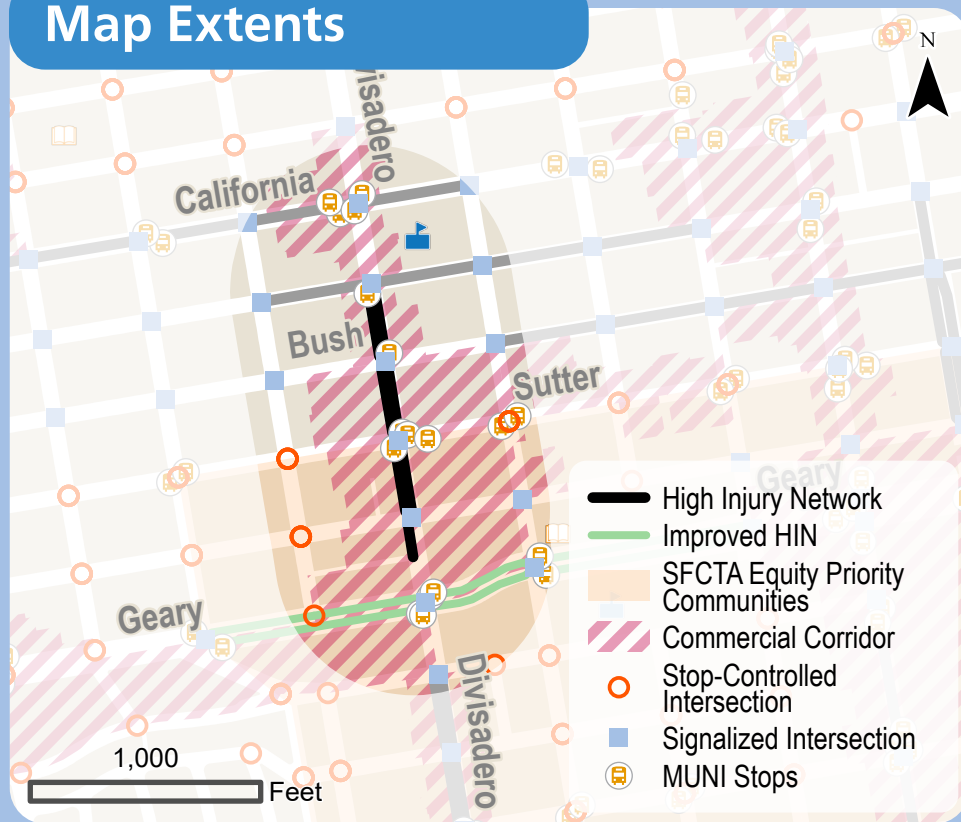 Map Extents
N
visadero
California
Bush
Sutter
Geary
Geary
Divisadero
High Injury Network
Improved HIN
SFCTA Equity Priority
Communities
Commercial Corridor
Stop-Controlled
Intersection
Signalized Intersection
MUNI Stops
1,000
Feet